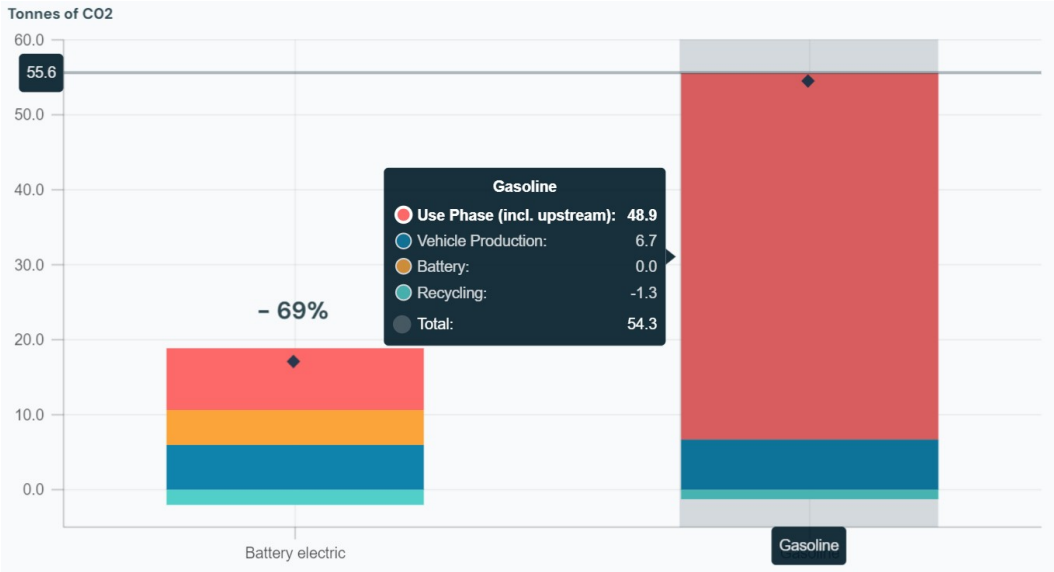 Tonnes of CO2
60.0
55.6
50.0
40.0
30.0
20.0
10.0
0.0
- 69%
Gasoline
Use Phase (incl. upstream): 48.9
Vehicle Production: 6.7
Battery: 0.0
Recycling: -1.3
Total: 54.3
Battery electric
Gasoline